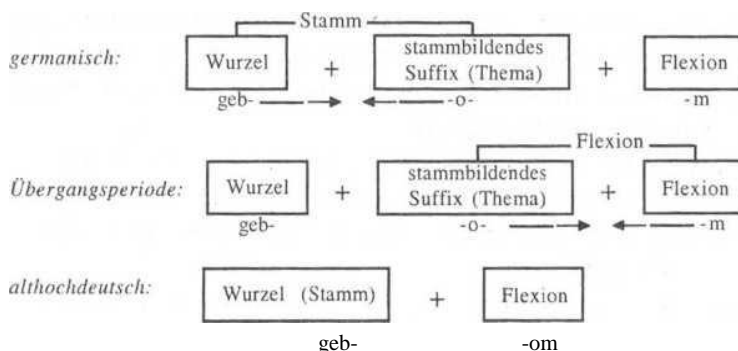 Stamm
germanisch: Wurzel + stammbildendes Suffix (Thema) + Flexion
geb- -o- -m
Flexion
Übergangsperiode: Wurzel + stammbildendes Suffix (Thema) + Flexion
geb- -o- -m
althochdeutsch: Wurzel (Stamm) + Flexion
geb- -om